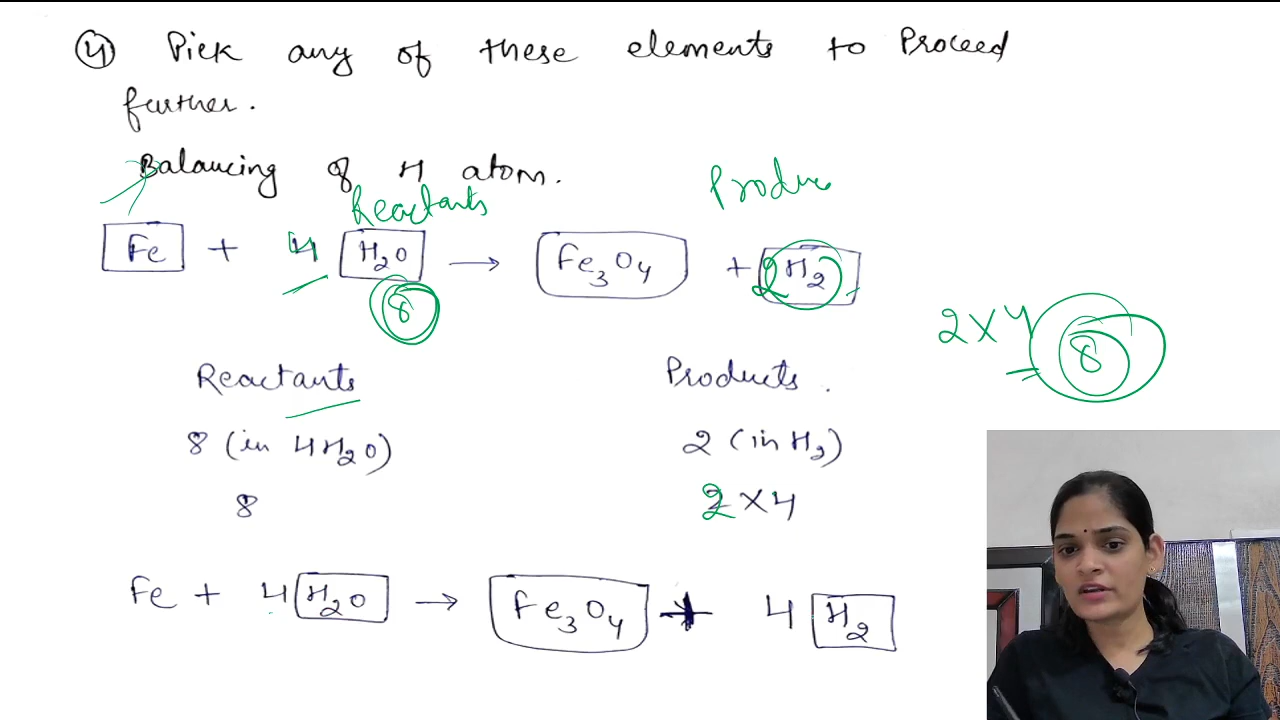 4 Pick any of these elements to Proceed
further.
Balancing of H atom.
Reactants Produc
Fe + 4 H₂O → Fe₃O₄ + 2 H₂
8
2 X 4 = 8
Reactants Products.
8 (in 4H₂O) 2 (in H₂)
8 2 X 4
Fe + 4 H₂O → Fe₃O₄ + 4 H₂